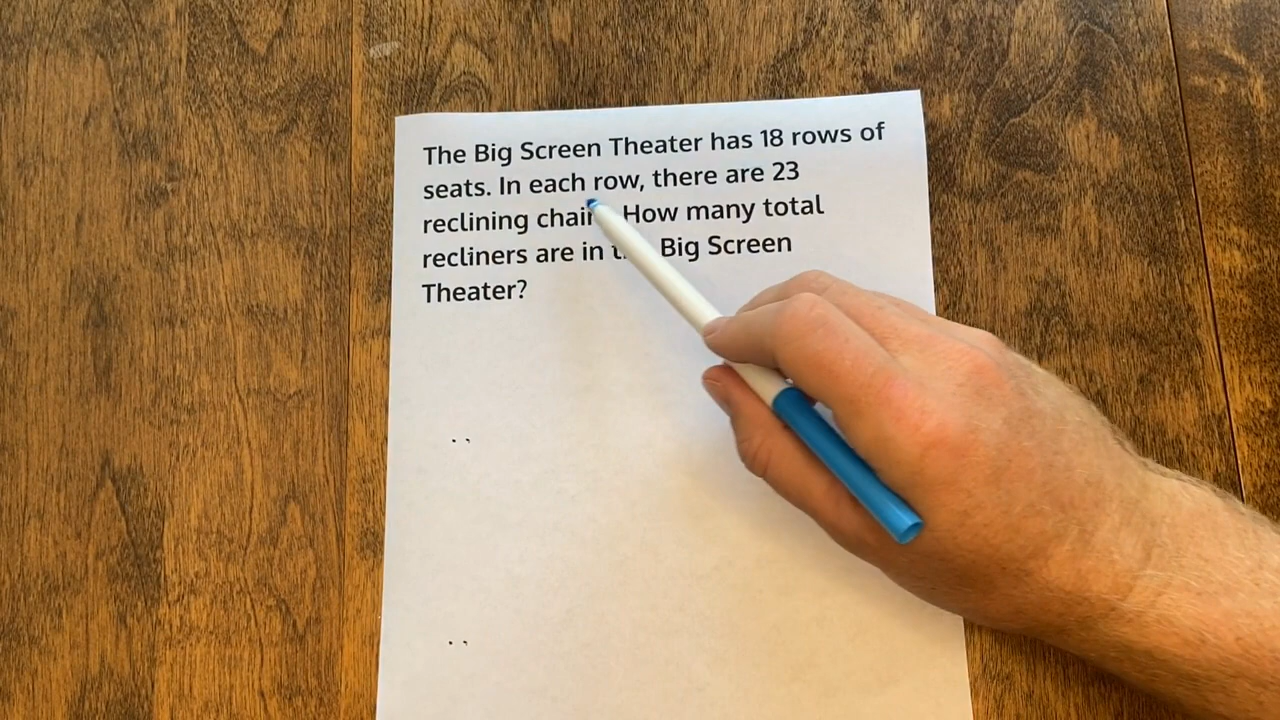 The Big Screen Theater has 18 rows of
seats. In each row, there are 23
reclining How many total
recliners are in Big Screen
Theater?